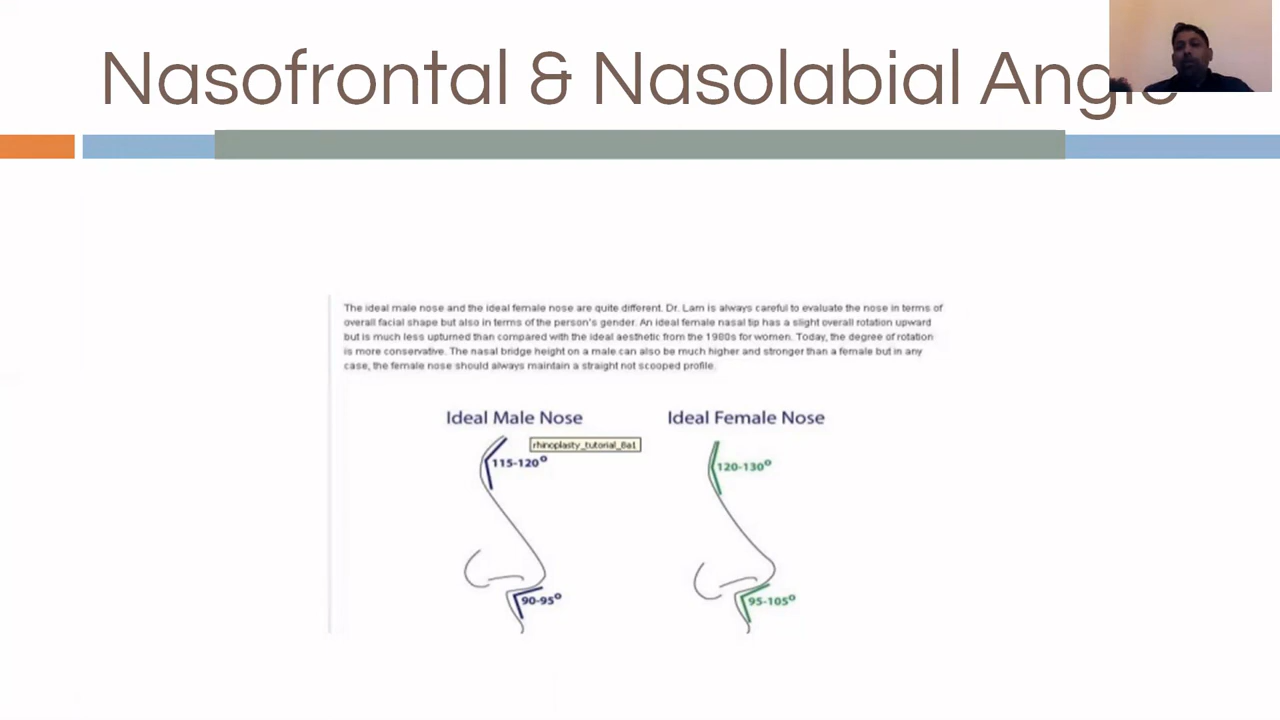 Nasofrontal & Nasolabial Angle
The ideal male nose and the ideal female nose are quite different. Dr. Lam is always careful to evaluate the nose in terms of
overall facial shape but also in terms of the person's gender. An ideal female nasal tip has a slight overall rotation upward
but is much less upturned than compared with the ideal aesthetic from the 1980s for women. Today, the degree of rotation
is more conservative. The nasal bridge height on a male can also be much higher and stronger than a female but in any
case, the female nose should always maintain a straight not scooped profile.
Ideal Male Nose
Ideal Female Nose
rhinoplasty_tutorial_8a1
115-120°
120-130°
90-95°
95-105°